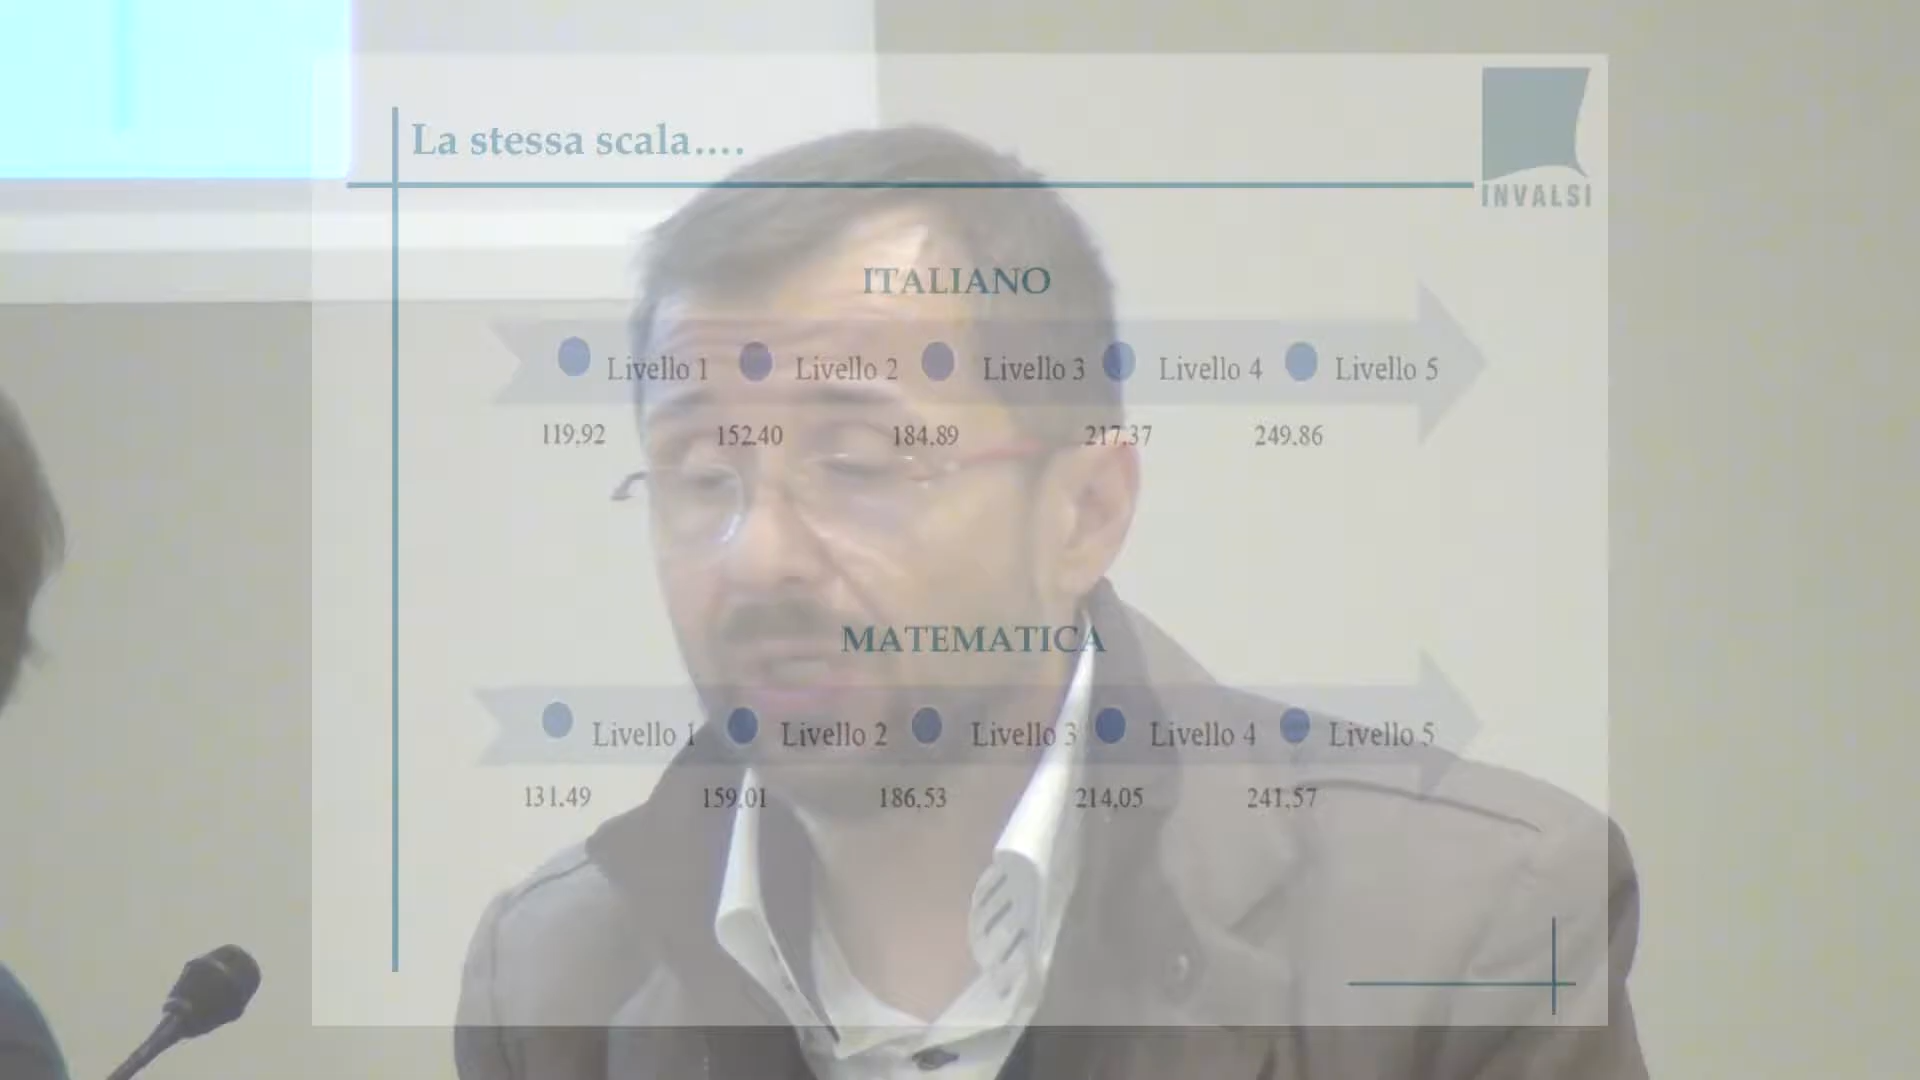 La stessa scala....
INVALSI
ITALIANO
Livello 1 Livello 2 Livello 3 Livello 4 Livello 5
119,92 152,40 184,89 217,37 249,86
MATEMATICA
Livello 1 Livello 2 Livello 3 Livello 4 Livello 5
131,49 159,01 186,53 214,05 241,57